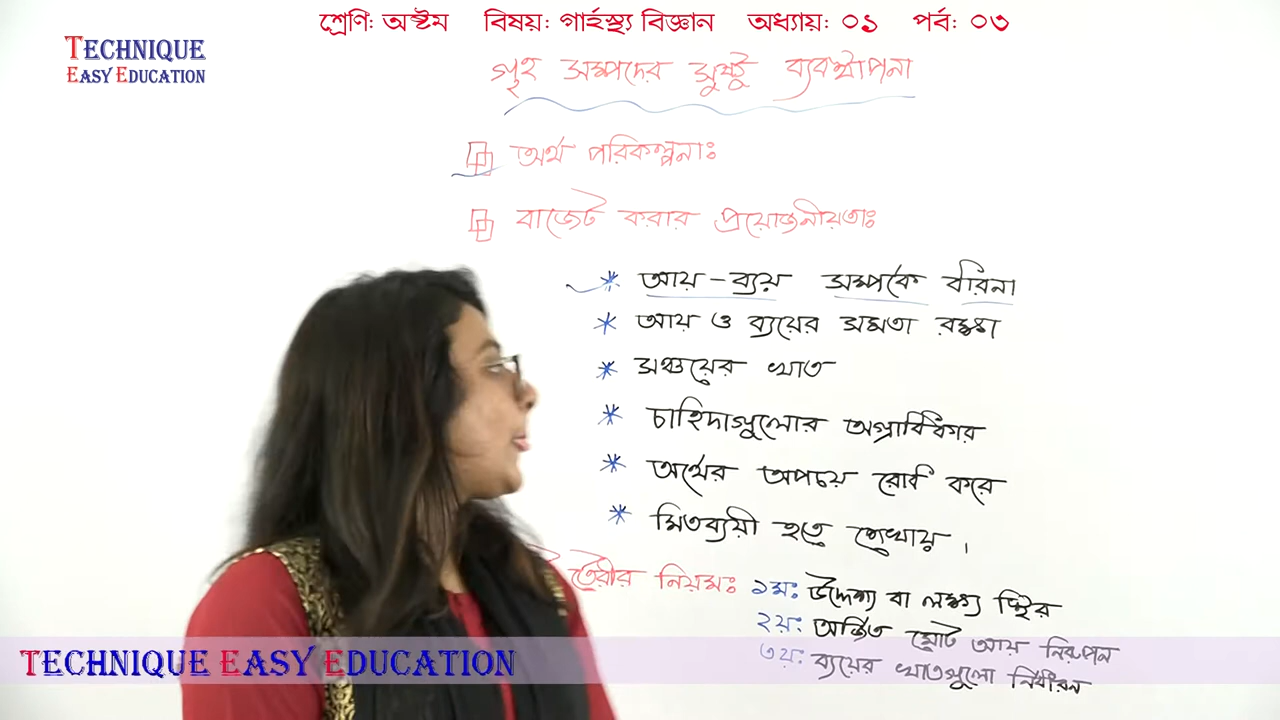 শ্রেণি: অষ্টম বিষয়: গার্হস্থ্য বিজ্ঞান অধ্যায়: ০১ পর্ব: ০৩
TECHNIQUE
EASY EDUCATION
গৃহ সম্পদের সুষ্ঠু ব্যবস্থাপনা
অর্থ পরিকল্পনাঃ
বাজেট করার প্রয়োজনীয়তাঃ
* আয়-ব্যয় সম্পর্কে
* আয় ও ব্যয়ের সমতা রক্ষা
* সঞ্চয়ের খাত
* চাহিদাগুলোর
* অর্থের অপচয় রোধ করে
* মিতব্যয়ী হতে শেখায়।
তৈরীর নিয়মঃ ১মঃ উদ্দেশ্য বা লক্ষ্য স্থির
২য়ঃ অর্জিত মোট আয় নিরূপন
৩য়ঃ ব্যয়ের খাতগুলো নির্ধারন
TECHNIQUE EASY EDUCATION